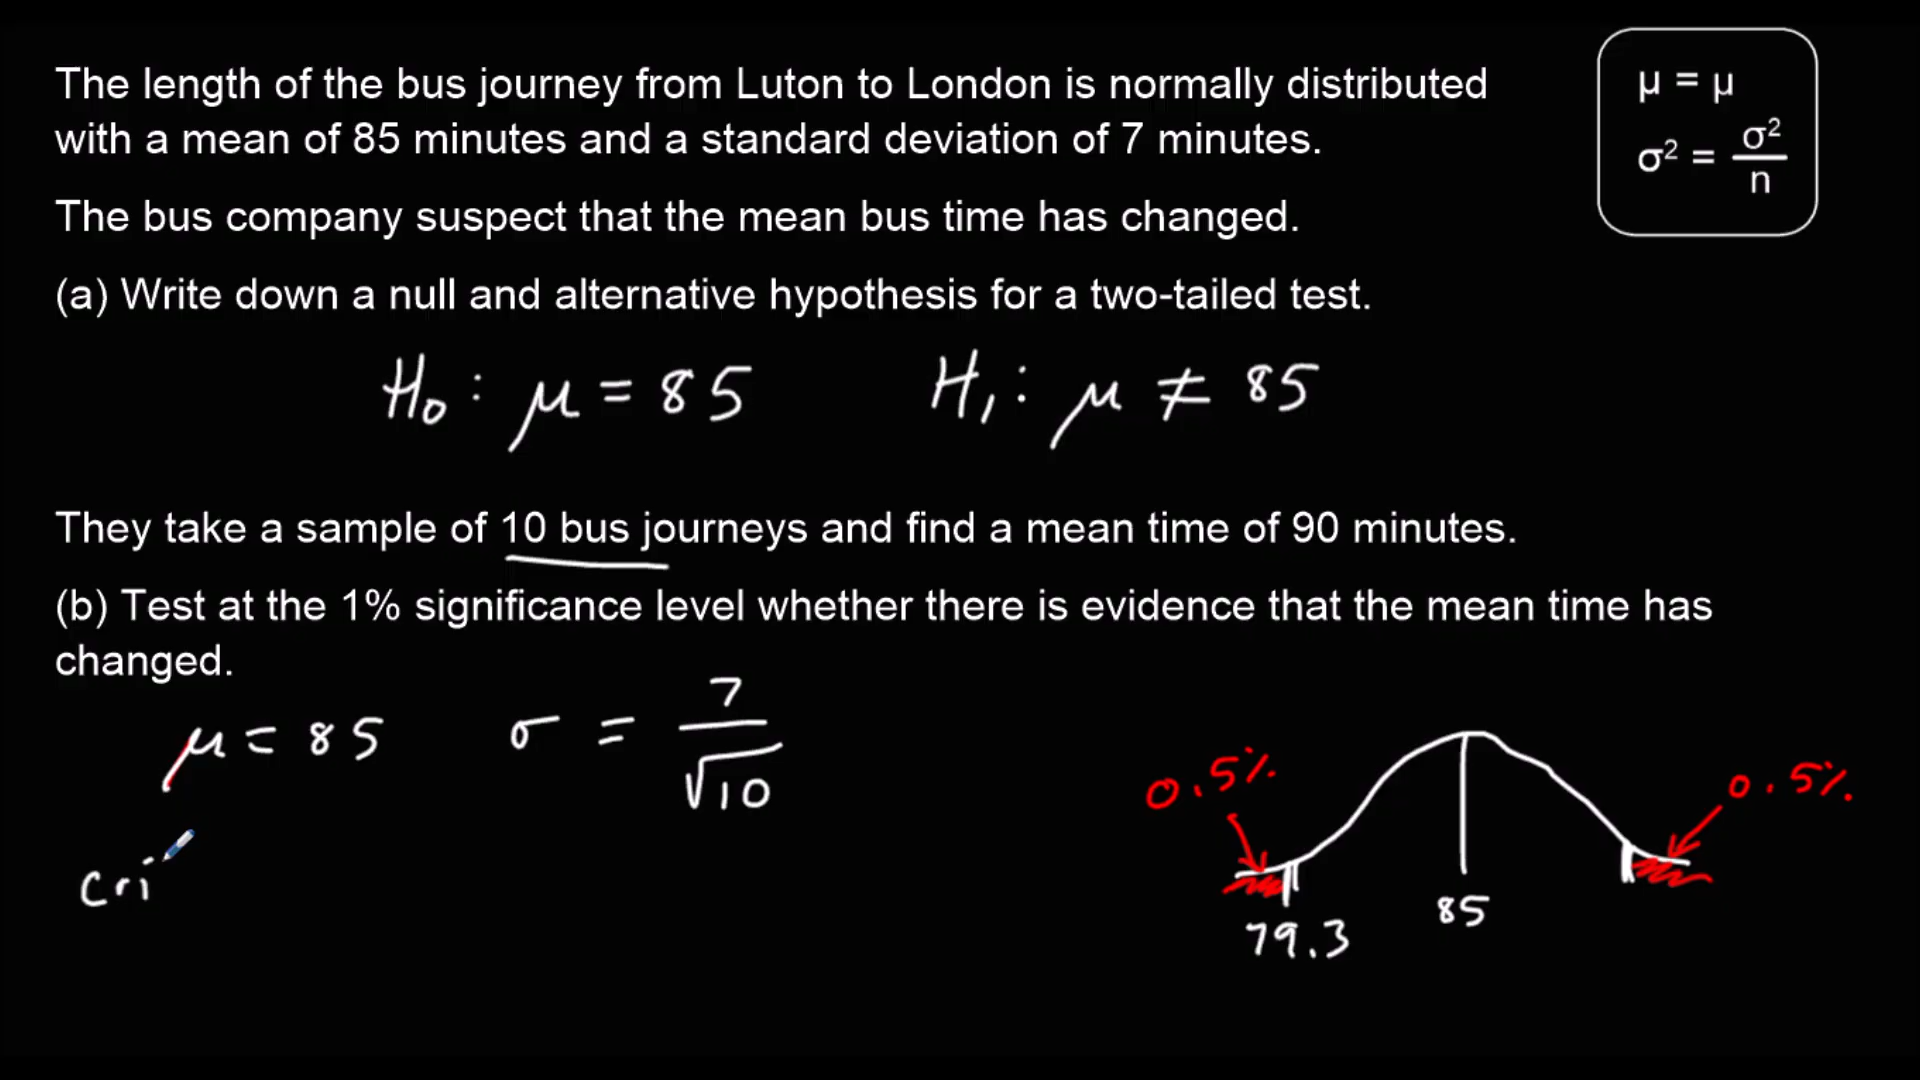 The length of the bus journey from Luton to London is normally distributed
with a mean of 85 minutes and a standard deviation of 7 minutes.
μ = μ
σ² = σ²/n
The bus company suspect that the mean bus time has changed.
(a) Write down a null and alternative hypothesis for a two-tailed test.
H₀ : μ = 85 H₁ : μ ≠ 85
They take a sample of 10 bus journeys and find a mean time of 90 minutes.
(b) Test at the 1% significance level whether there is evidence that the mean time has
changed.
μ = 85 σ = 7/√10
0.5% 0.5%.
Cri
79.3 85